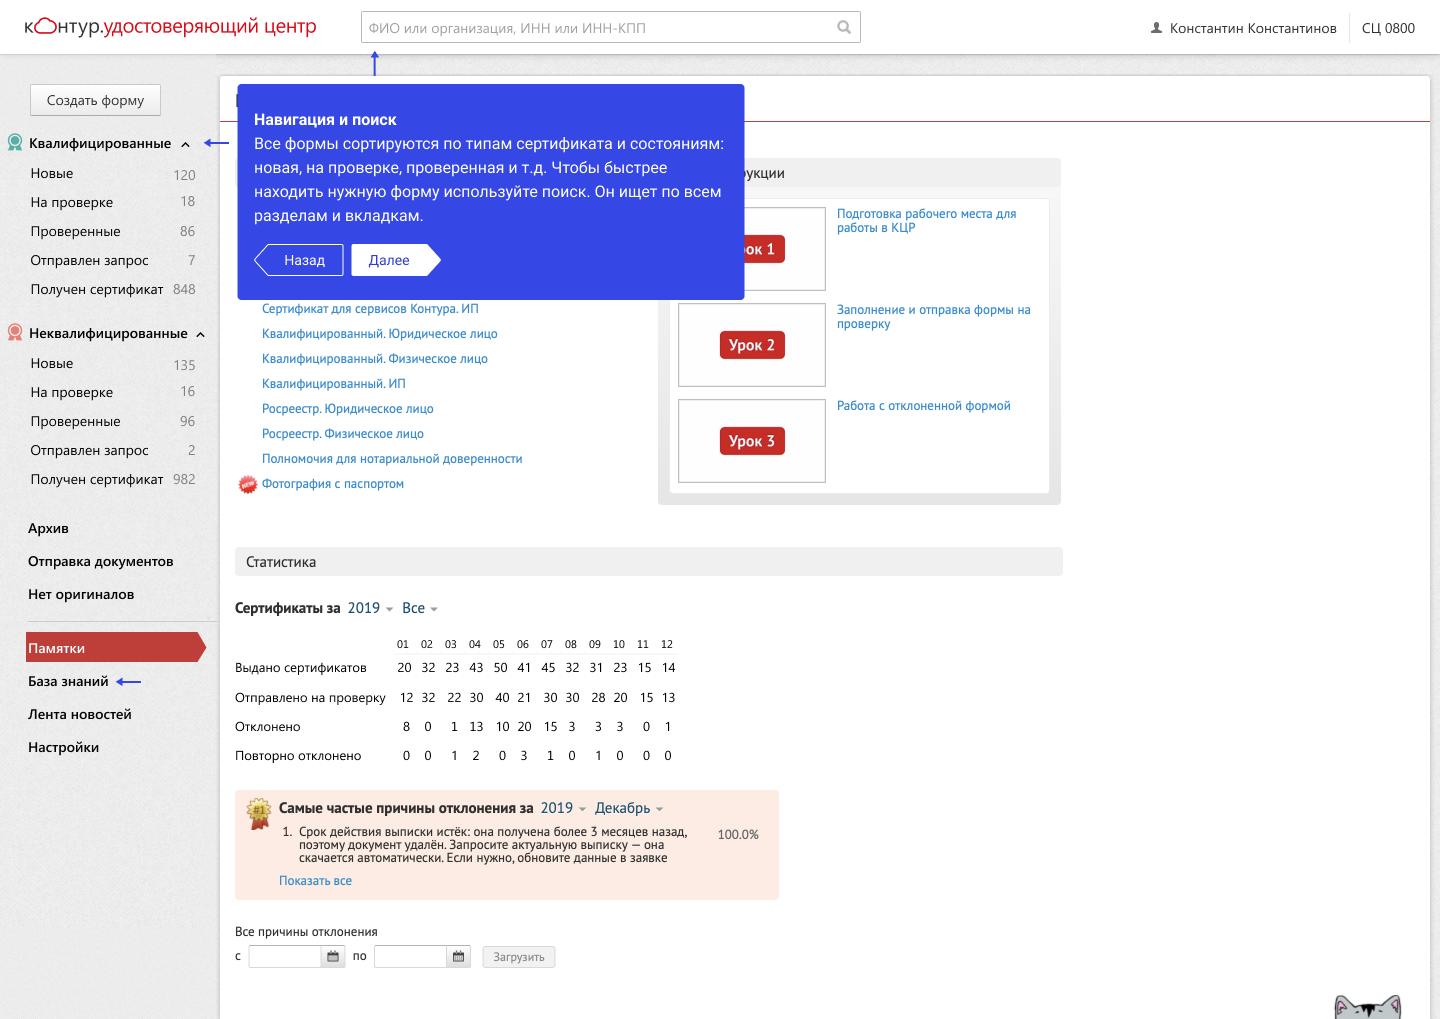 контур.удостоверяющий центр
ФИО или организация, ИНН или ИНН-КПП
Константин Константинов
СЦ 0800
Создать форму
Квалифицированные
Новые 120
На проверке 18
Проверенные 86
Отправлен запрос 7
Получен сертификат 848
Неквалифицированные
Новые 135
На проверке 16
Проверенные 96
Отправлен запрос 2
Получен сертификат 982
Архив
Отправка документов
Нет оригиналов
Памятки
База знаний
Лента новостей
Настройки
Навигация и поиск
Все формы сортируются по типам сертификата и состояниям:
новая, на проверке, проверенная и т.д. Чтобы быстрее
находить нужную форму используйте поиск. Он ищет по всем
разделам и вкладкам.
Назад Далее
Сертификат для сервисов Контура. ИП
Квалифицированный. Юридическое лицо
Квалифицированный. Физическое лицо
Квалифицированный. ИП
Росреестр. Юридическое лицо
Росреестр. Физическое лицо
Полномочия для нотариальной доверенности
NEW Фотография с паспортом
укции
ок 1
Подготовка рабочего места для
работы в КЦР
Урок 2
Заполнение и отправка формы на
проверку
Урок 3
Работа с отклоненной формой
Статистика
Сертификаты за 2019 Все
01 02 03 04 05 06 07 08 09 10 11 12
Выдано сертификатов 20 32 23 43 50 41 45 32 31 23 15 14
Отправлено на проверку 12 32 22 30 40 21 30 30 28 20 15 13
Отклонено 8 0 1 13 10 20 15 3 3 3 0 1
Повторно отклонено 0 0 1 2 0 3 1 0 1 0 0 0
#1 Самые частые причины отклонения за 2019 Декабрь
1. Срок действия выписки истёк: она получена более 3 месяцев назад, 100.0%
поэтому документ удалён. Запросите актуальную выписку — она
скачается автоматически. Если нужно, обновите данные в заявке
Показать все
Все причины отклонения
с по Загрузить